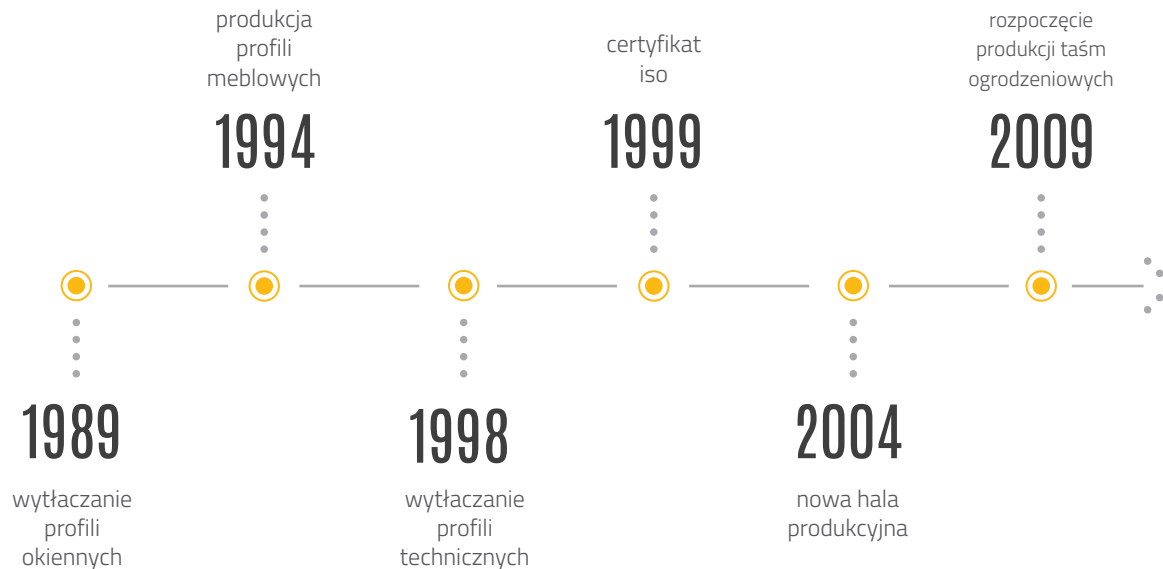 1989
wytłaczanie
profili
okiennych
produkcja
profili
meblowych
1994
1998
wytłaczanie
profili
technicznych
certyfikat
iso
1999
2004
nowa hala
produkcyjna
rozpoczęcie
produkcji taśm
ogrodzeniowych
2009